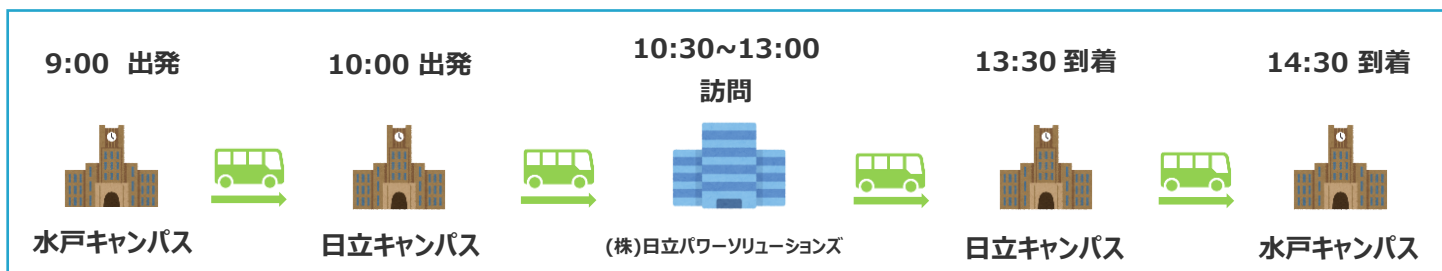 9:00 出発
10:00 出発
10:30~13:00
訪問
13:30 到着
14:30 到着
水戸キャンパス
日立キャンパス
(株)日立パワーソリューションズ
日立キャンパス
水戸キャンパス